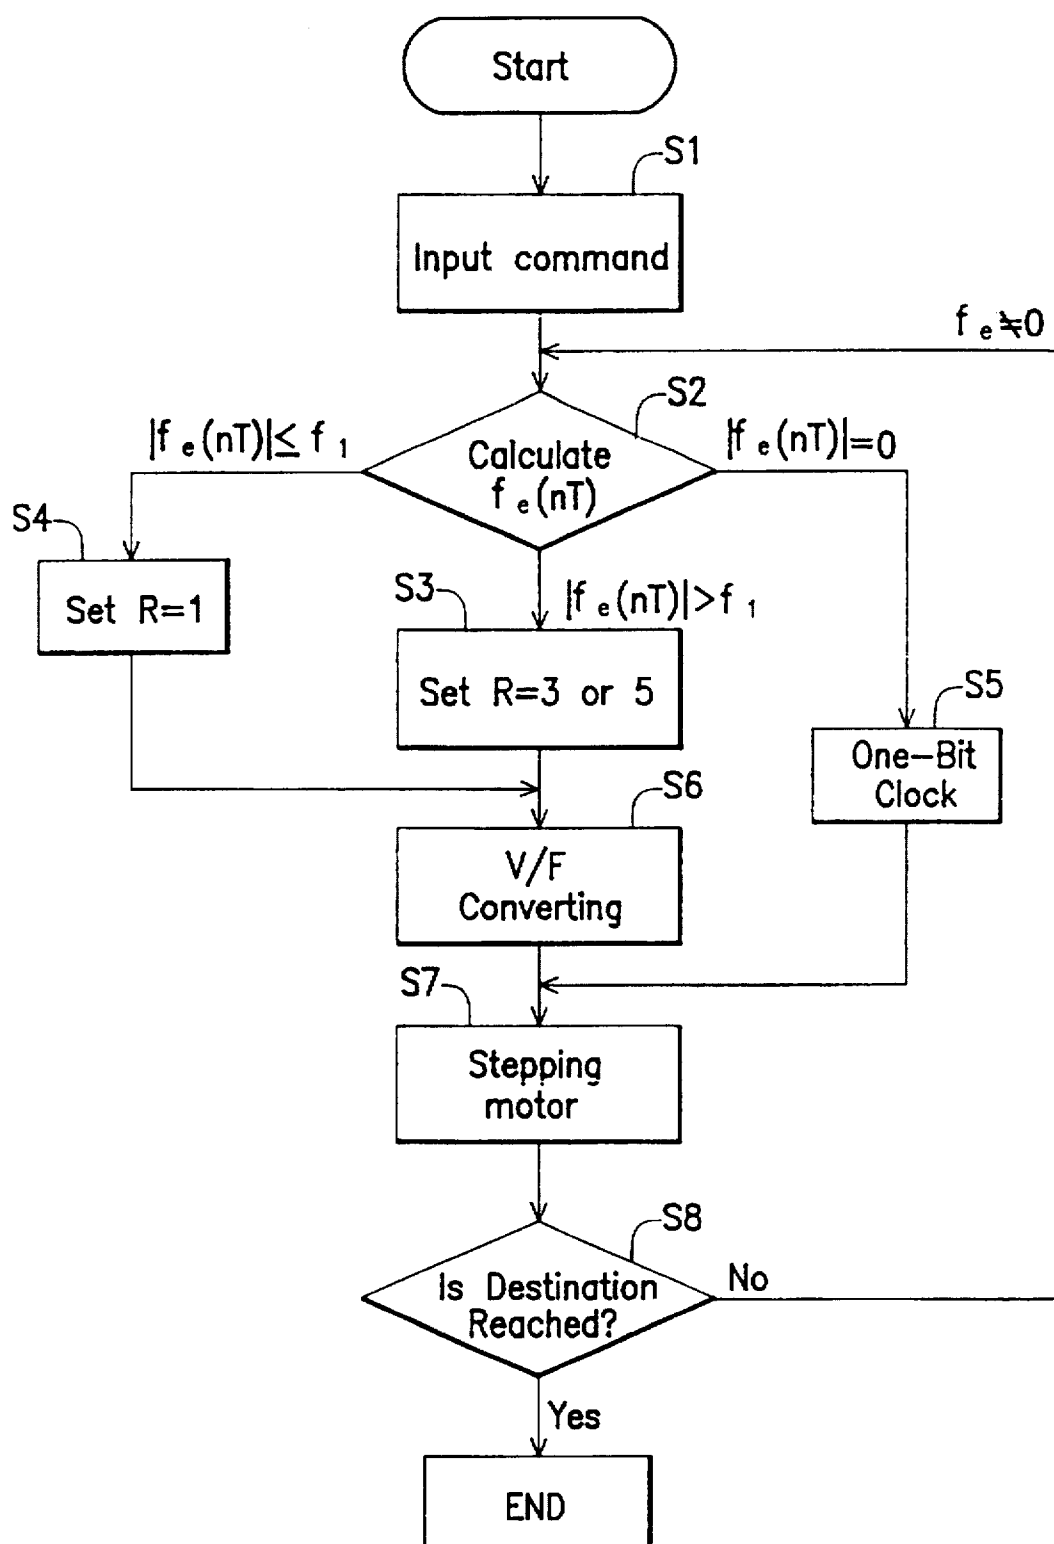 Start
S1
Input command
f e ≒0
S2
|f e (nT)|≤ f 1
Calculate
f e (nT)
|f e (nT)|=0
S4
Set R=1
S3
|f e (nT)|>f 1
Set R=3 or 5
S5
One-Bit
Clock
S6
V/F
Converting
S7
Stepping
motor
S8
Is Destination
Reached?
No
Yes
END